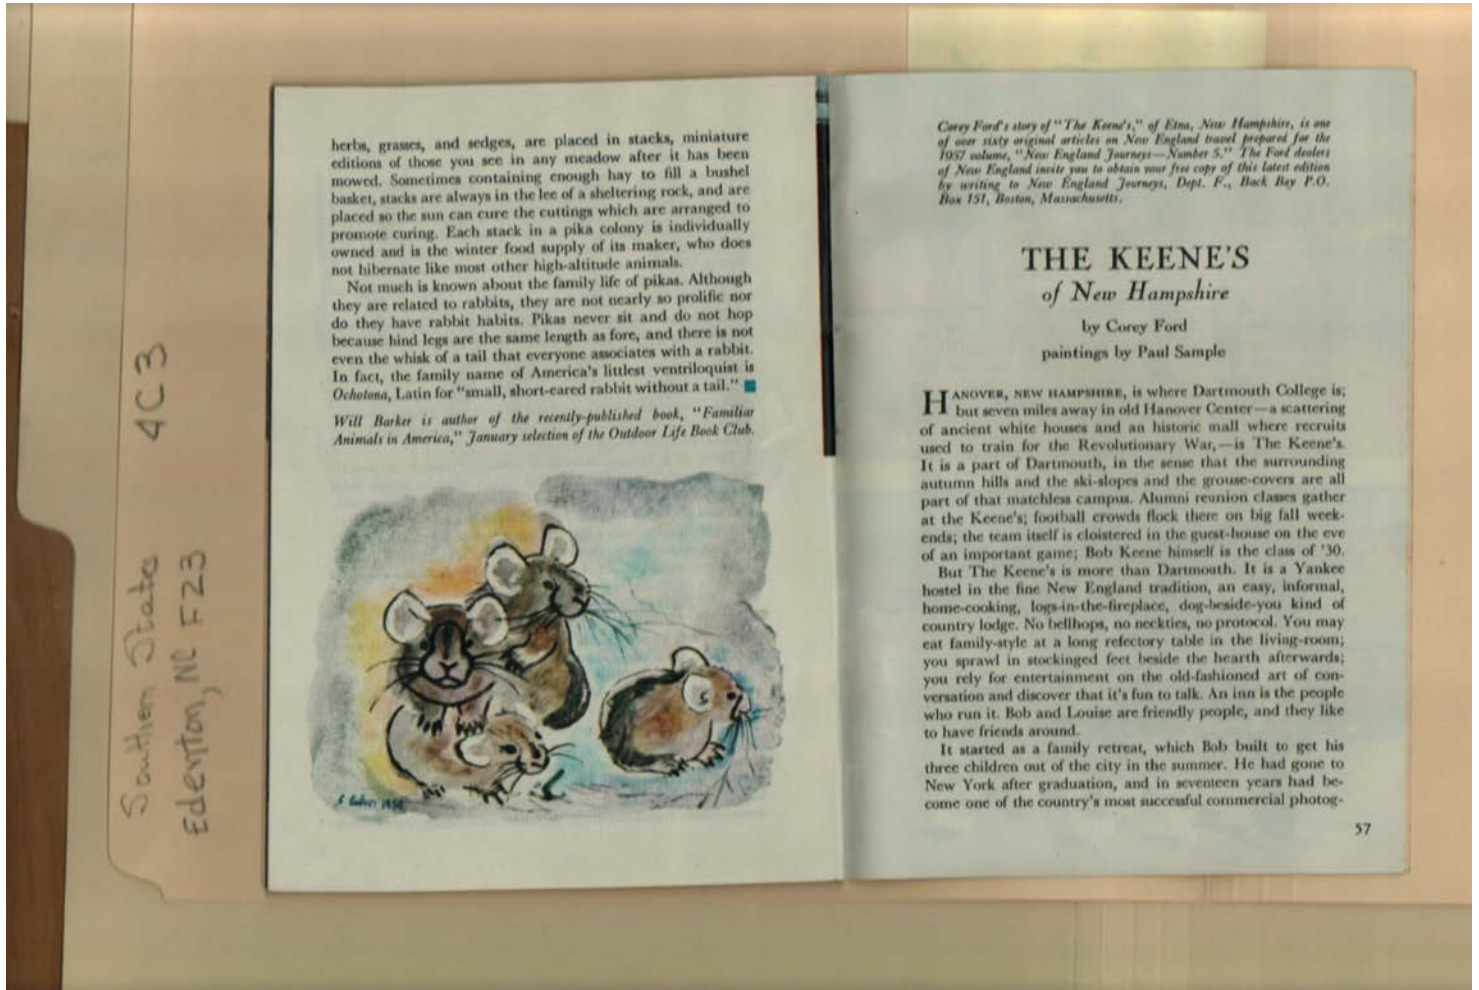 herbs, grasses, and sedges, are placed in stacks, miniature
editions of those you see in any meadow after it has been
mowed. Sometimes containing enough hay to fill a bushel
basket, stacks are always in the lee of a sheltering rock, and are
placed so the sun can cure the cuttings which are arranged to
promote curing. Each stack in a pika colony is individually
owned and is the winter food supply of its maker, who does
not hibernate like most other high-altitude animals.
Not much is known about the family life of pikas. Although
they are related to rabbits, they are not nearly so prolific nor
do they have rabbit habits. Pikas never sit and do not hop
because hind legs are the same length as fore, and there is not
even the whisk of a tail that everyone associates with a rabbit.
In fact, the family name of America's littlest ventriloquist is
Ochotona, Latin for "small, short-eared rabbit without a tail."
Will Barker is author of the recently-published book, "Familiar
Animals in America," January selection of the Outdoor Life Book Club.
1956
Corey Ford's story of "The Keene's," of Etna, New Hampshire, is one
of over sixty original articles on New England travel prepared for the
1957 volume, "New England Journeys—Number 5." The Ford dealers
of New England invite you to obtain your free copy of this latest edition
by writing to New England Journeys, Dept. F., Back Bay P.O.
Box 151, Boston, Massachusetts.
THE KEENE'S
of New Hampshire
by Corey Ford
paintings by Paul Sample
HANOVER, NEW HAMPSHIRE, is where Dartmouth College is;
but seven miles away in old Hanover Center—a scattering
of ancient white houses and an historic mall where recruits
used to train for the Revolutionary War,—is The Keene's.
It is a part of Dartmouth, in the sense that the surrounding
autumn hills and the ski-slopes and the grouse-covers are all
part of that matchless campus. Alumni reunion classes gather
at the Keene's; football crowds flock there on big fall week-
ends; the team itself is cloistered in the guest-house on the eve
of an important game; Bob Keene himself is the class of '30.
But The Keene's is more than Dartmouth. It is a Yankee
hostel in the fine New England tradition, an easy, informal,
home-cooking, logs-in-the-fireplace, dog-beside-you kind of
country lodge. No bellhops, no neckties, no protocol. You may
eat family-style at a long refectory table in the living-room;
you sprawl in stockinged feet beside the hearth afterwards;
you rely for entertainment on the old-fashioned art of con-
versation and discover that it's fun to talk. An inn is the people
who run it. Bob and Louise are friendly people, and they like
to have friends around.
It started as a family retreat, which Bob built to get his
three children out of the city in the summer. He had gone to
New York after graduation, and in seventeen years had be-
come one of the country's most successful commercial photog-
57
Southern States 4C3
Edenton, NC F23